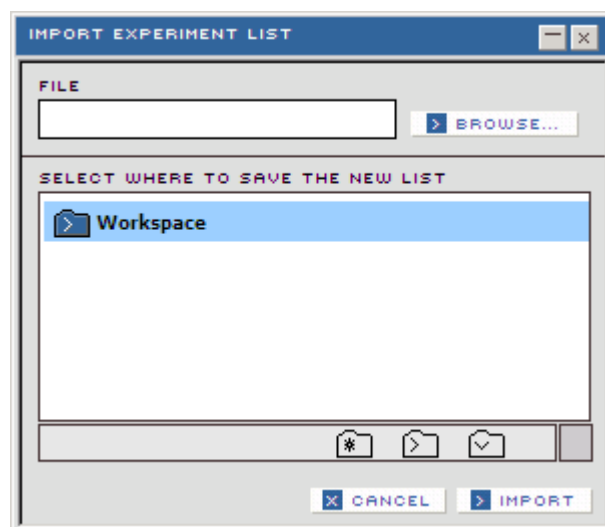 IMPORT EXPERIMENT LIST
FILE
BROWSE...
SELECT WHERE TO SAVE THE NEW LIST
Workspace
CANCEL IMPORT